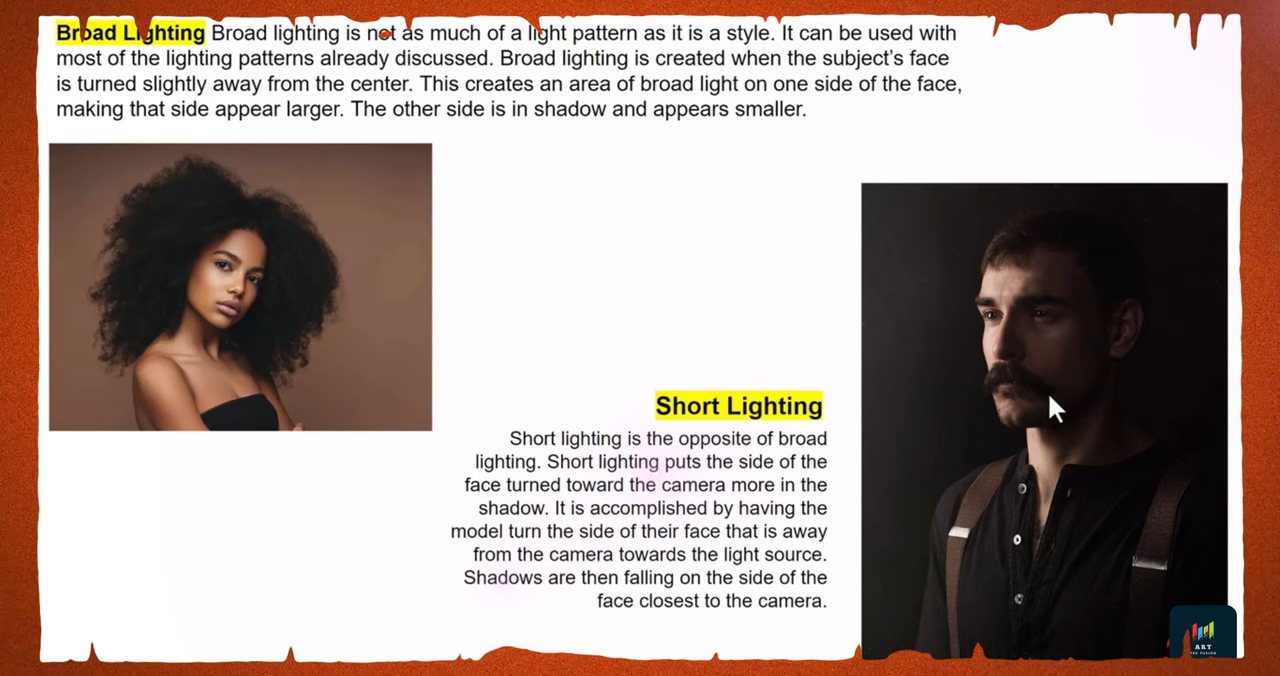 Broad Lighting Broad lighting is not as much of a light pattern as it is a style. It can be used with
most of the lighting patterns already discussed. Broad lighting is created when the subject’s face
is turned slightly away from the center. This creates an area of broad light on one side of the face,
making that side appear larger. The other side is in shadow and appears smaller.
Short Lighting
Short lighting is the opposite of broad
lighting. Short lighting puts the side of the
face turned toward the camera more in the
shadow. It is accomplished by having the
model turn the side of their face that is away
from the camera towards the light source.
Shadows are then falling on the side of the
face closest to the camera.
ART